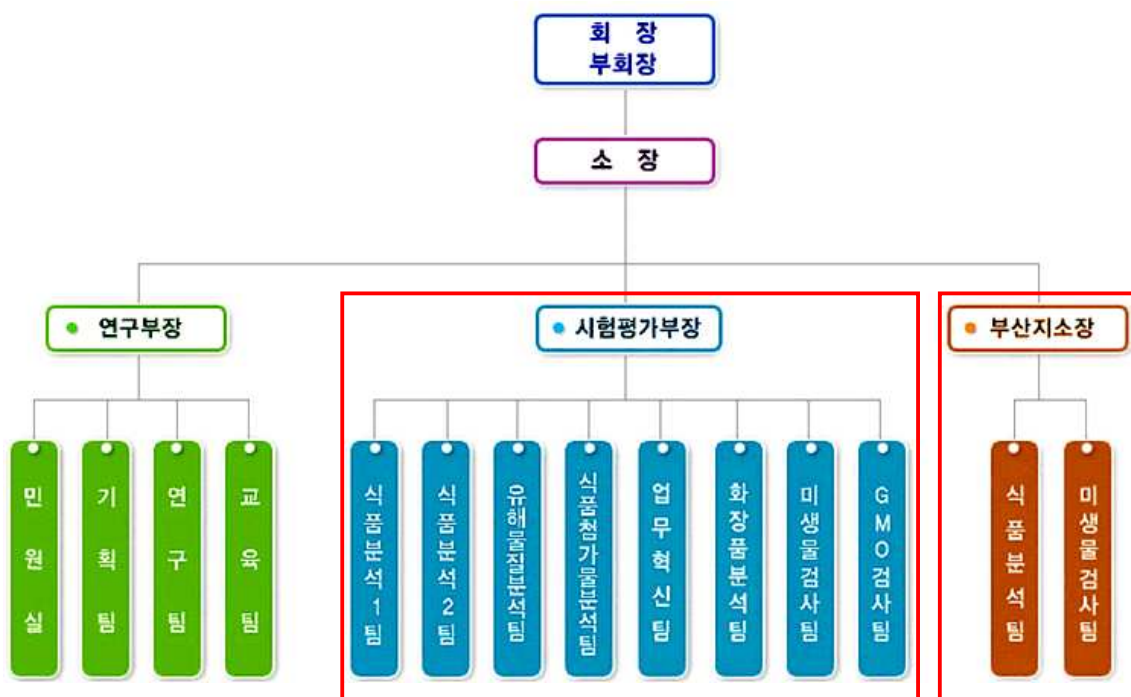 회 장
부회장
소 장
연구부장
시험평가부장
부산지소장
민원실
기획팀
연구팀
교육팀
식품분석1팀
식품분석2팀
유해물질분석팀
식품첨가물분석팀
업무혁신팀
화장품분석팀
미생물검사팀
GMO검사팀
식품분석팀
미생물검사팀